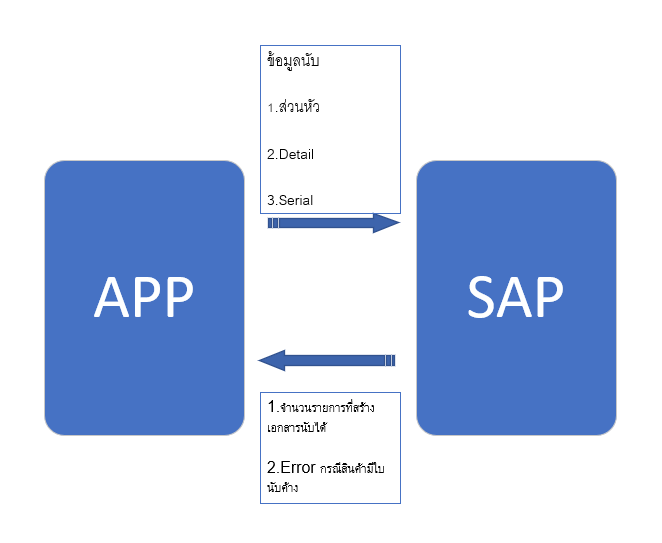 ข้อมูลนับ
1.ส่วนหัว
2.Detail
3.Serial
APP
SAP
1.จำนวนรายการที่สร้าง
เอกสารนับได้
2.Error กรณีสินค้ามีใบ
นับค้าง